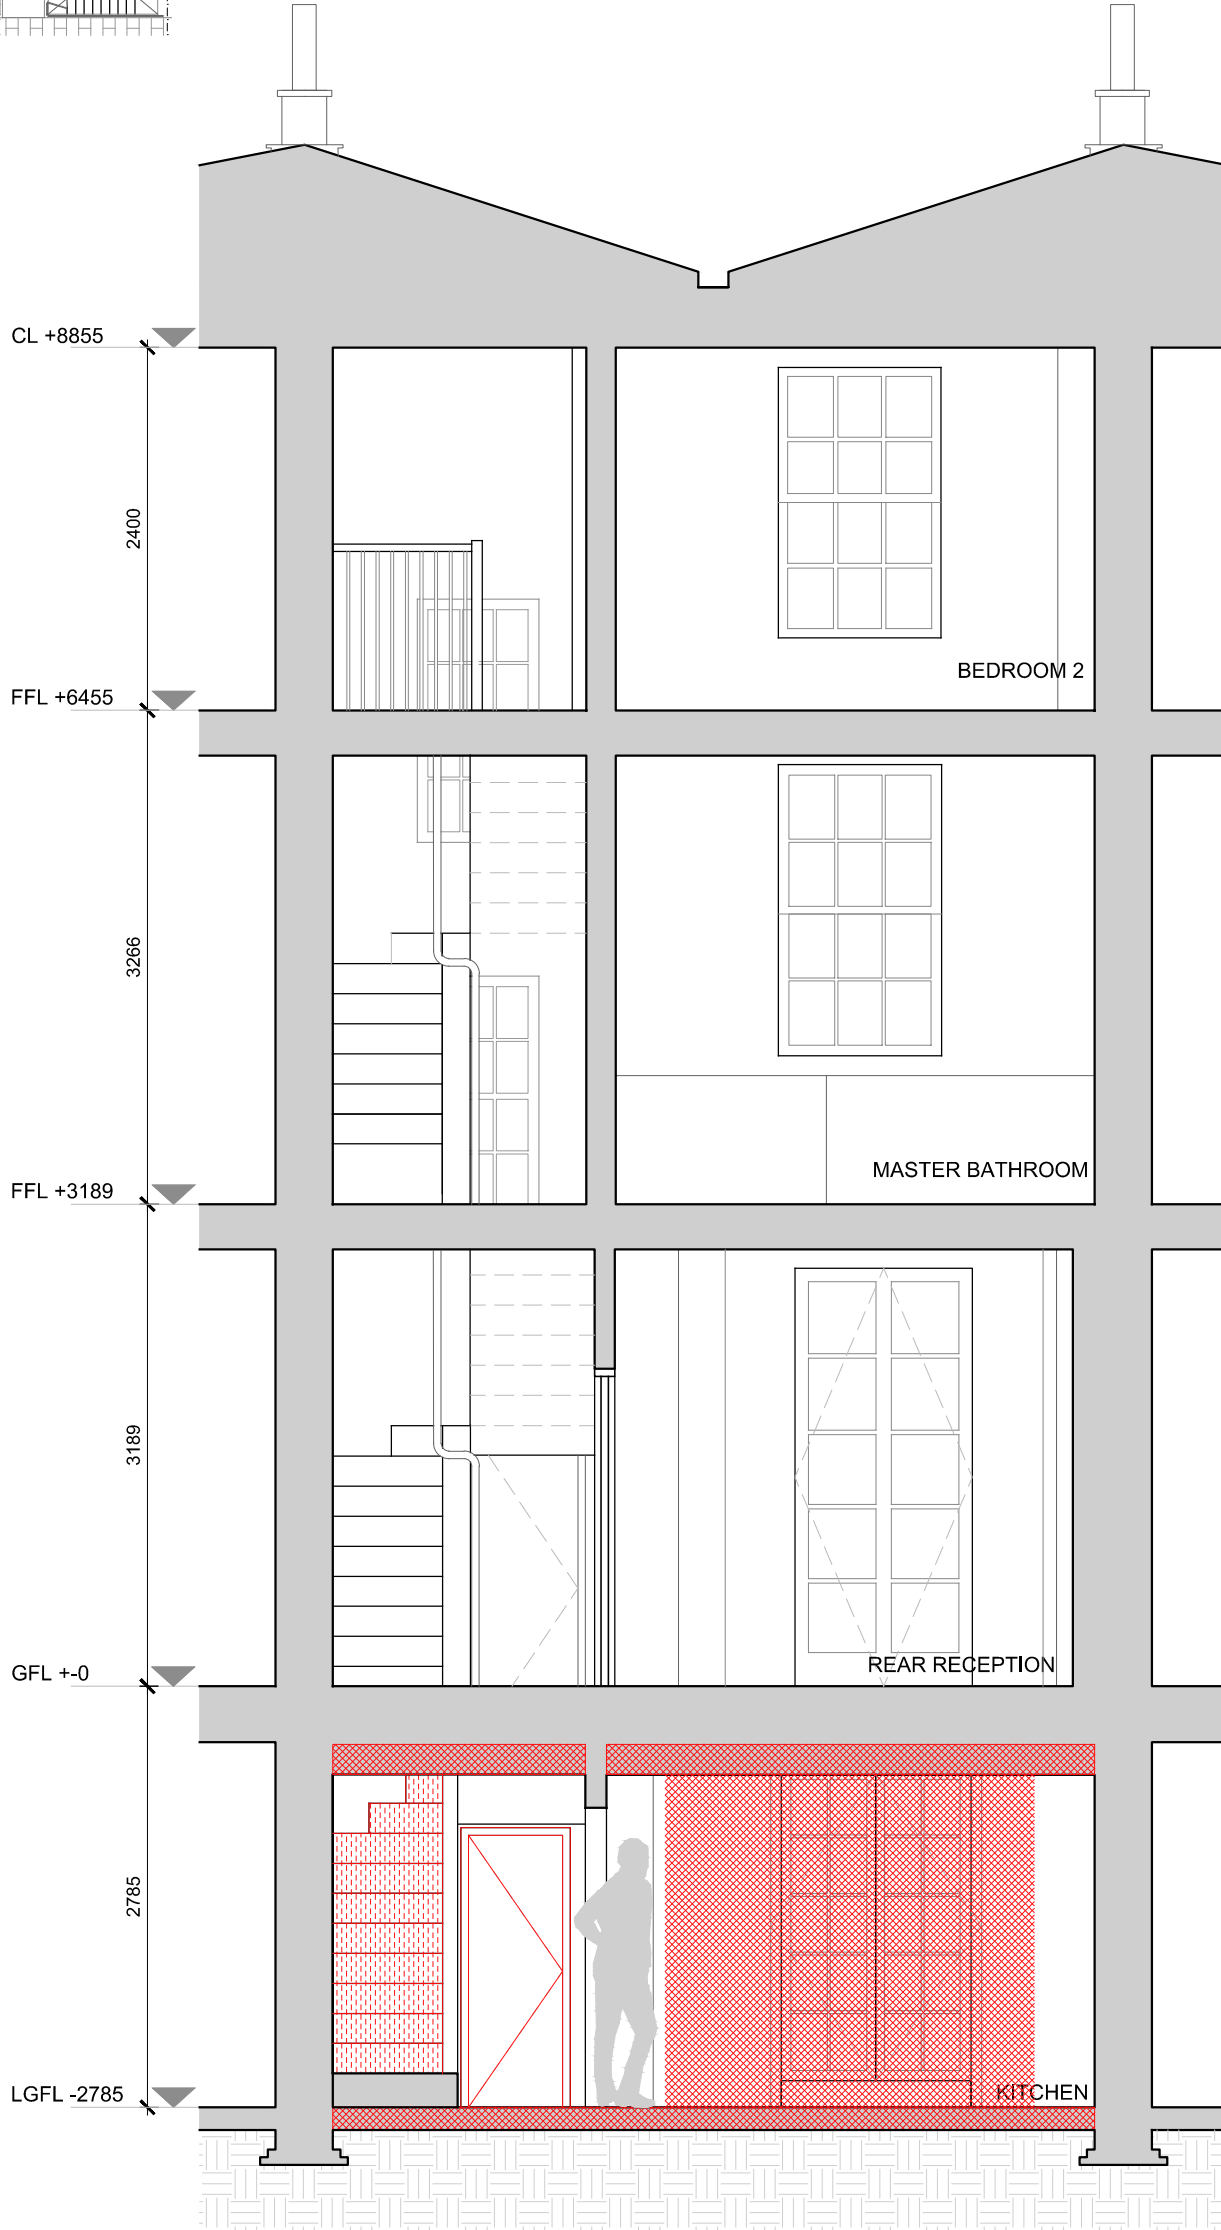 CL +8855
2400
BEDROOM 2
FFL +6455
3266
MASTER BATHROOM
FFL +3189
3189
REAR RECEPTION
GFL +-0
2785
KITCHEN
LGFL -2785